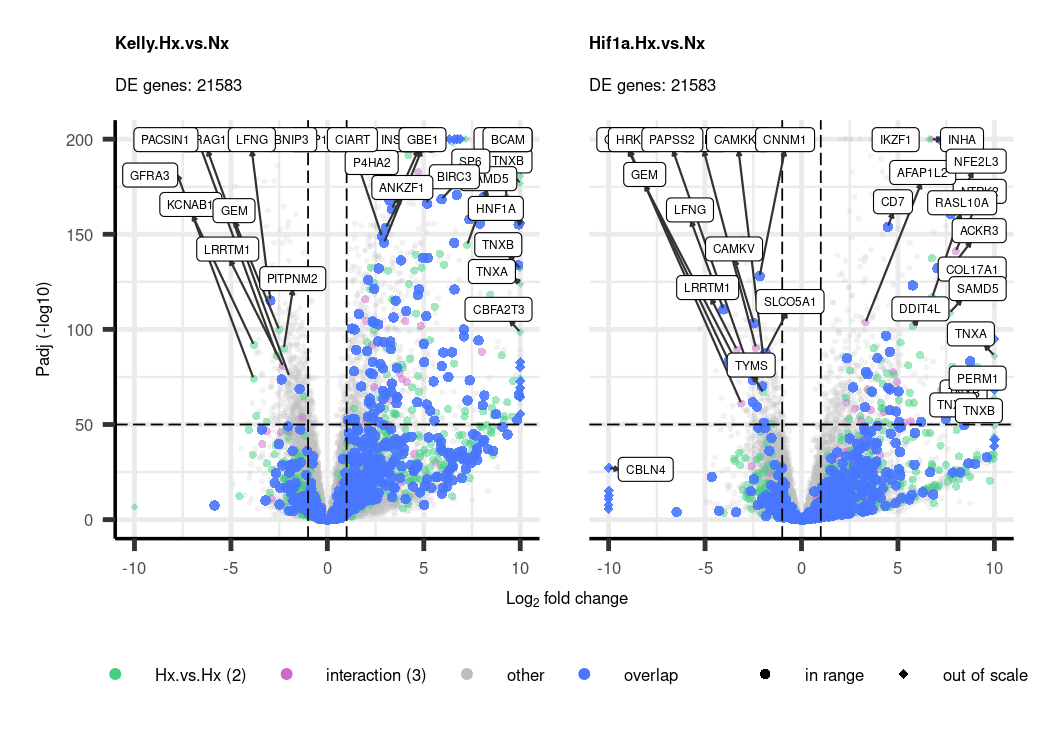 Kelly.Hx.vs.Nx
DE genes: 21583
Hif1a.Hx.vs.Nx
DE genes: 21583
Padj (-log10)
200
150
100
50
0
PACSIN1
LFNG
BNIP3
CIART
GBE1
BCAM
P4HA2
SP6
TNXB
GFRA3
ANKZF1
BIRC3
KCNAB1
GEM
HNF1A
LRRTM1
TNXB
PITPNM2
TNXA
CBFA2T3
HRK
PAPSS2
CNNM1
IKZF1
INHA
GEM
AFAP1L2
NFE2L3
LFNG
CD7
RASL10A
CAMKV
ACKR3
LRRTM1
COL17A1
SLCO5A1
SAMD5
DDIT4L
TNXA
TYMS
PERM1
TNXB
CBLN4
-10
-5
0
5
10
-10
-5
0
5
10
Log2 fold change
Hx.vs.Hx (2)
interaction (3)
other
overlap
in range
out of scale